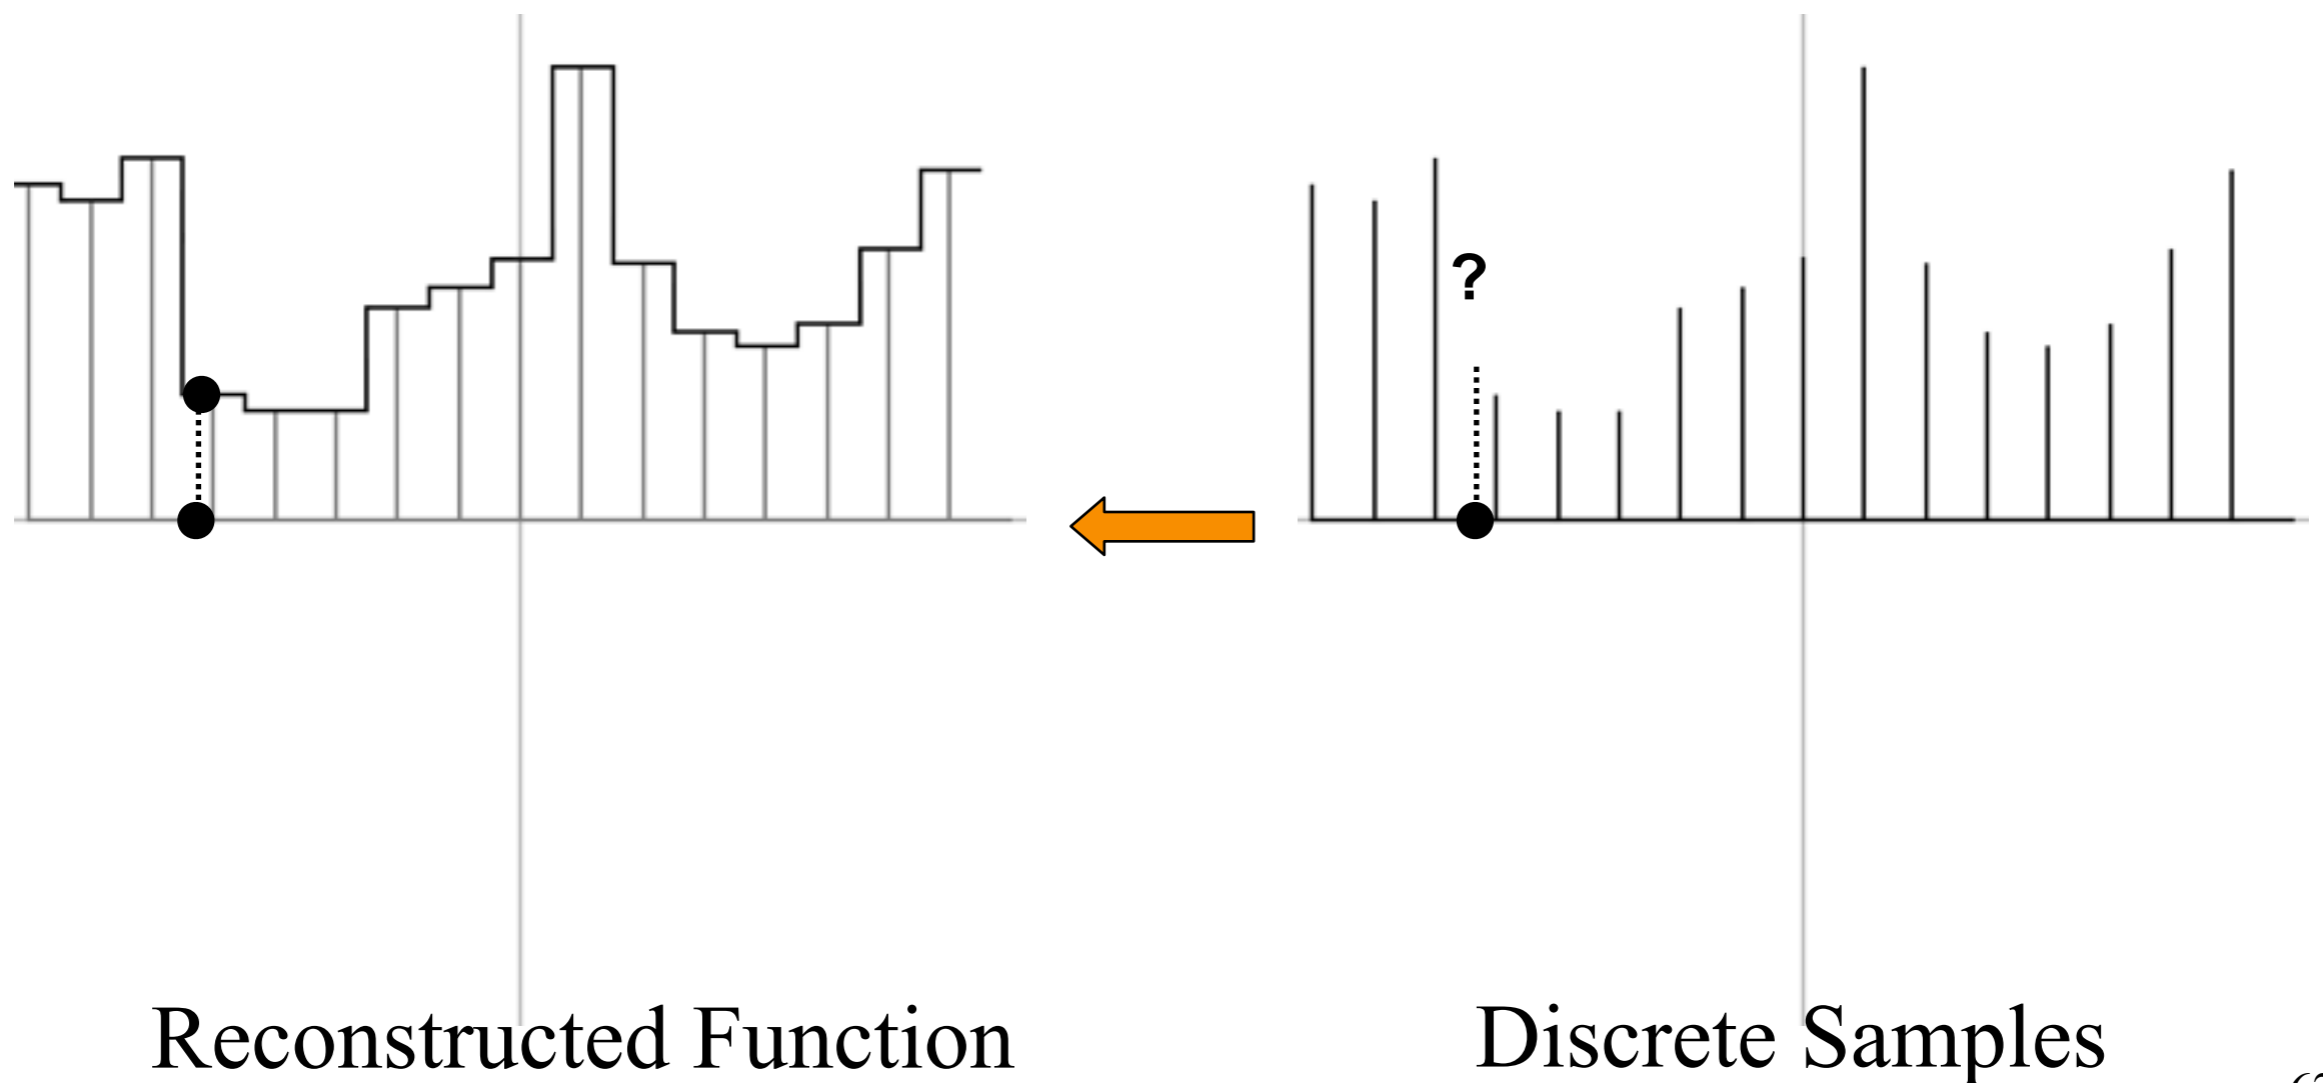 ?
Reconstructed Function
Discrete Samples